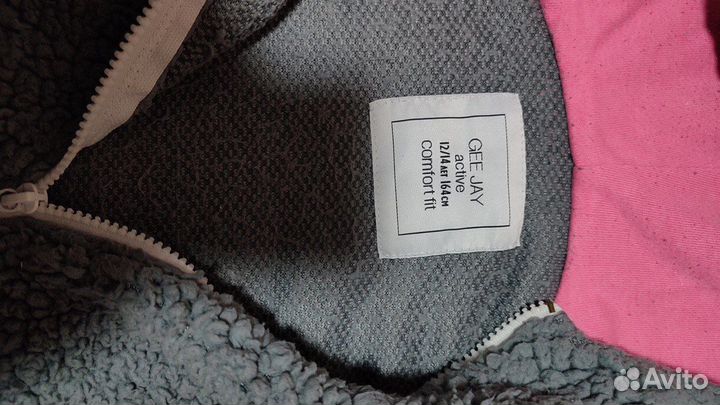 GEE JAY
active
12/14 ЛЕТ 164 СМ
comfort fit
Avito